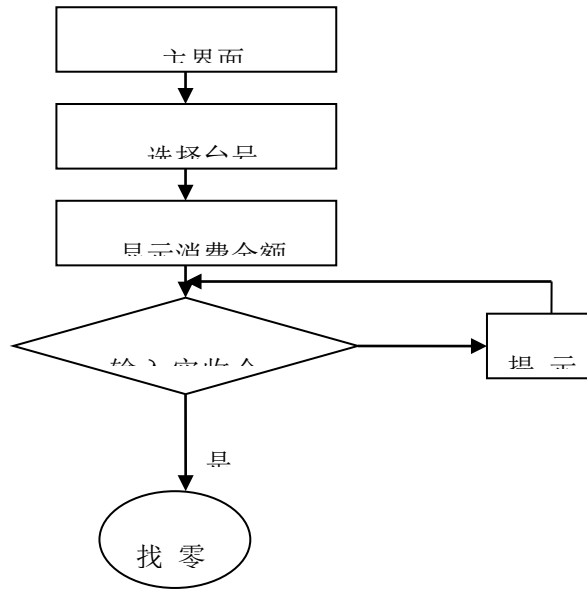 主界面
选择台号
显示消费金额
输入实收金
提 示
是
找 零